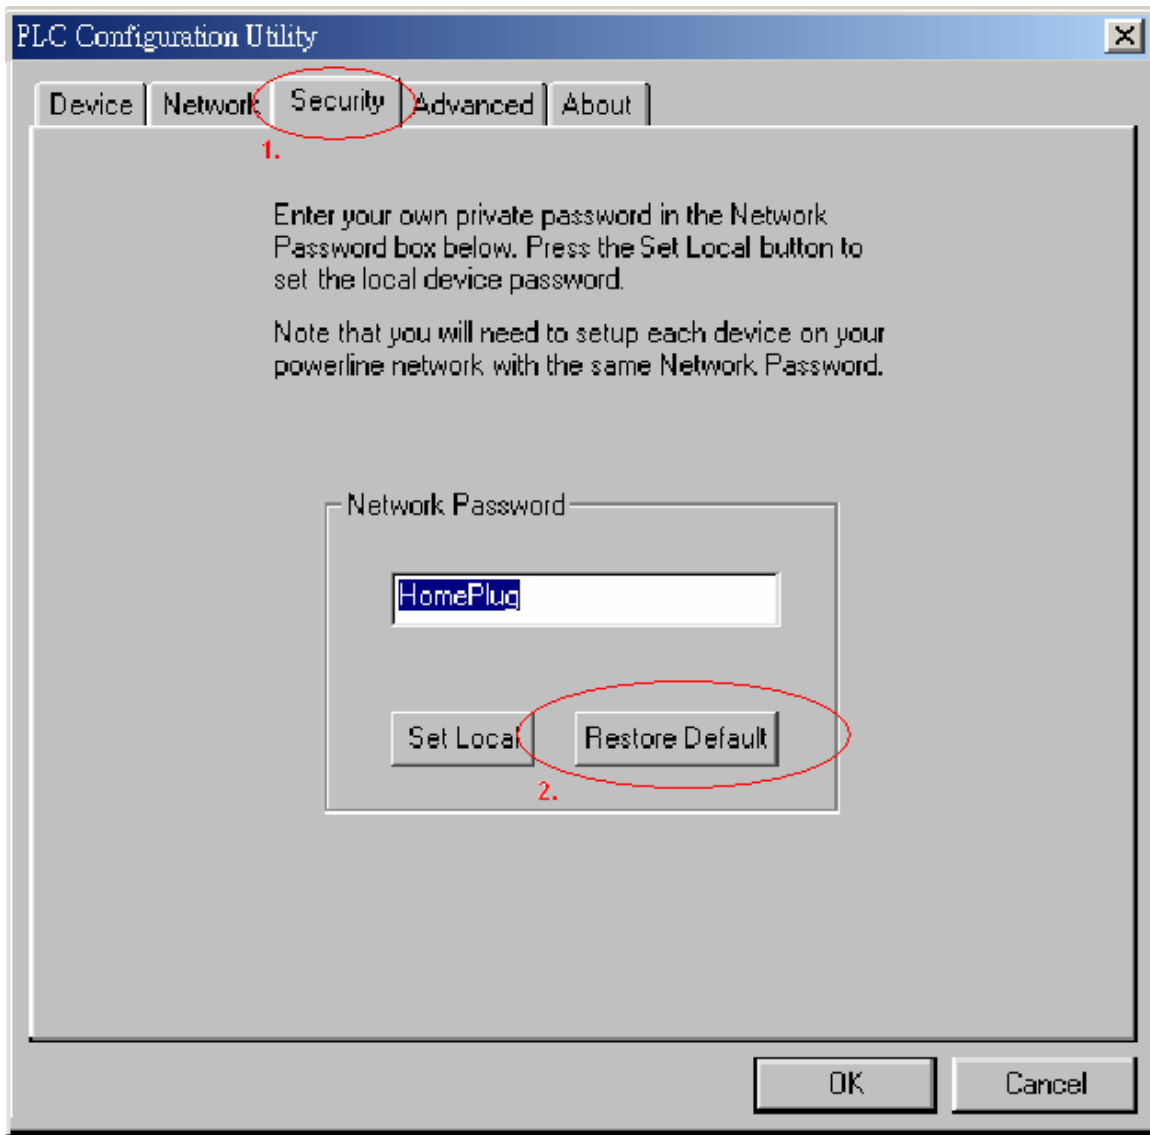 PLC Configuration Utility
Device Network Security Advanced About
1.
Enter your own private password in the Network
Password box below. Press the Set Local button to
set the local device password.
Note that you will need to setup each device on your
powerline network with the same Network Password.
Network Password
HomePlug
Set Local Restore Default
2.
OK Cancel